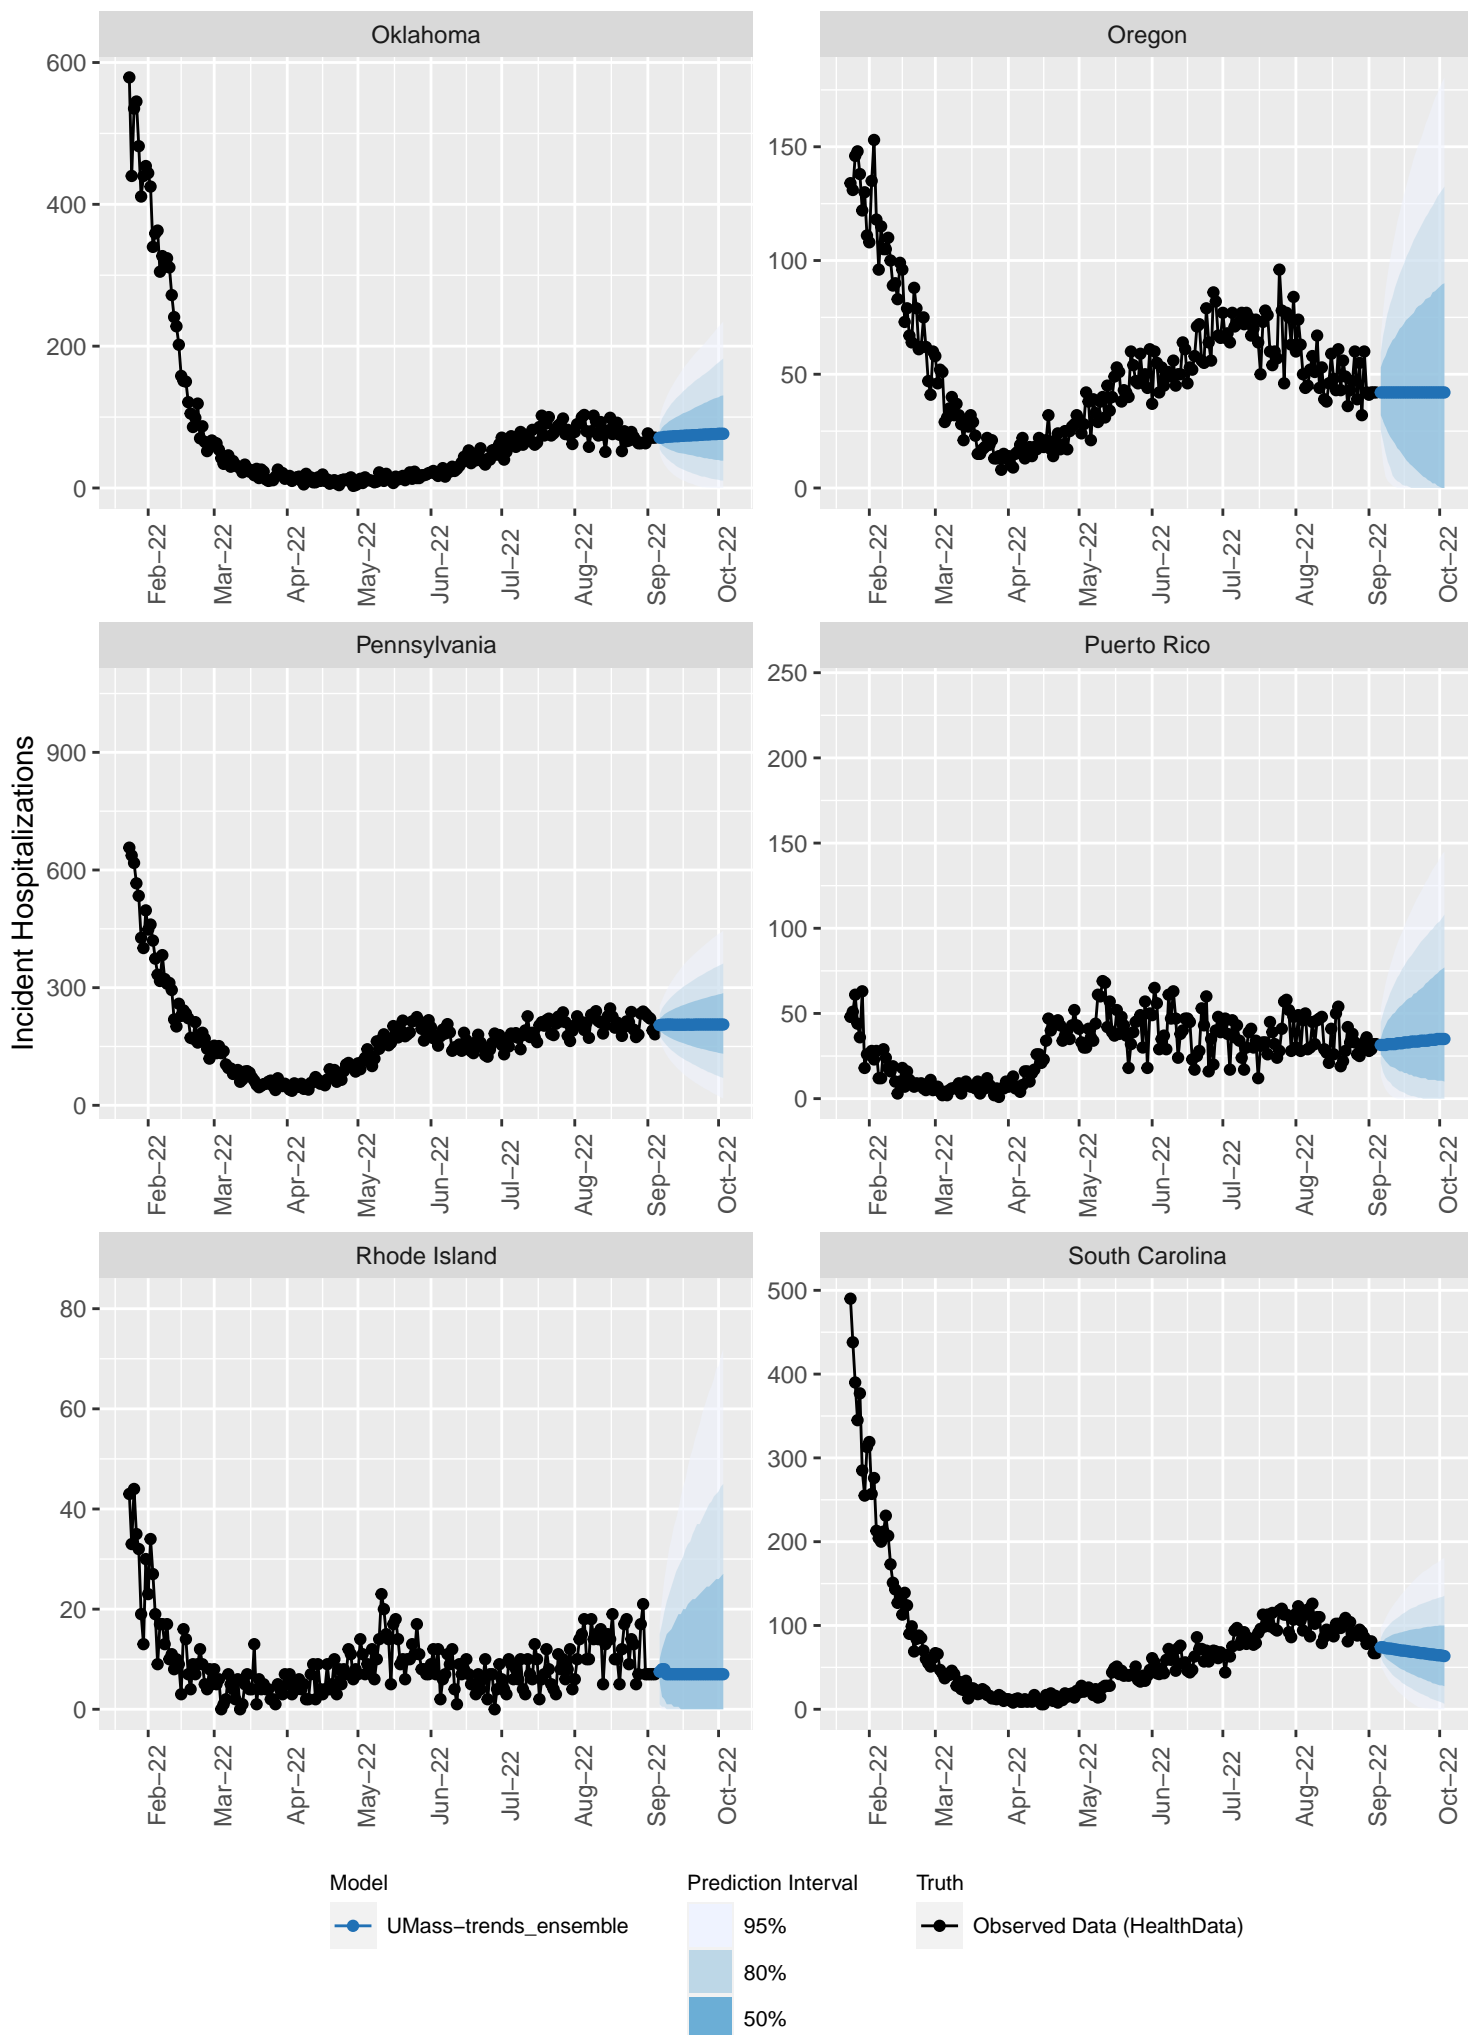 Oklahoma
Oregon
600
400
200
0
150
100
50
0
Feb−22
Mar−22
Apr−22
May−22
Jun−22
Jul−22
Aug−22
Sep−22
Oct−22
Feb−22
Mar−22
Apr−22
May−22
Jun−22
Jul−22
Aug−22
Sep−22
Oct−22
Pennsylvania
Puerto Rico
Incident Hospitalizations
900
600
300
0
250
200
150
100
50
0
Feb−22
Mar−22
Apr−22
May−22
Jun−22
Jul−22
Aug−22
Sep−22
Oct−22
Feb−22
Mar−22
Apr−22
May−22
Jun−22
Jul−22
Aug−22
Sep−22
Oct−22
Rhode Island
South Carolina
80
60
40
20
0
500
400
300
200
100
0
Feb−22
Mar−22
Apr−22
May−22
Jun−22
Jul−22
Aug−22
Sep−22
Oct−22
Feb−22
Mar−22
Apr−22
May−22
Jun−22
Jul−22
Aug−22
Sep−22
Oct−22
Model
UMass−trends_ensemble
Prediction Interval
95%
80%
50%
Truth
Observed Data (HealthData)